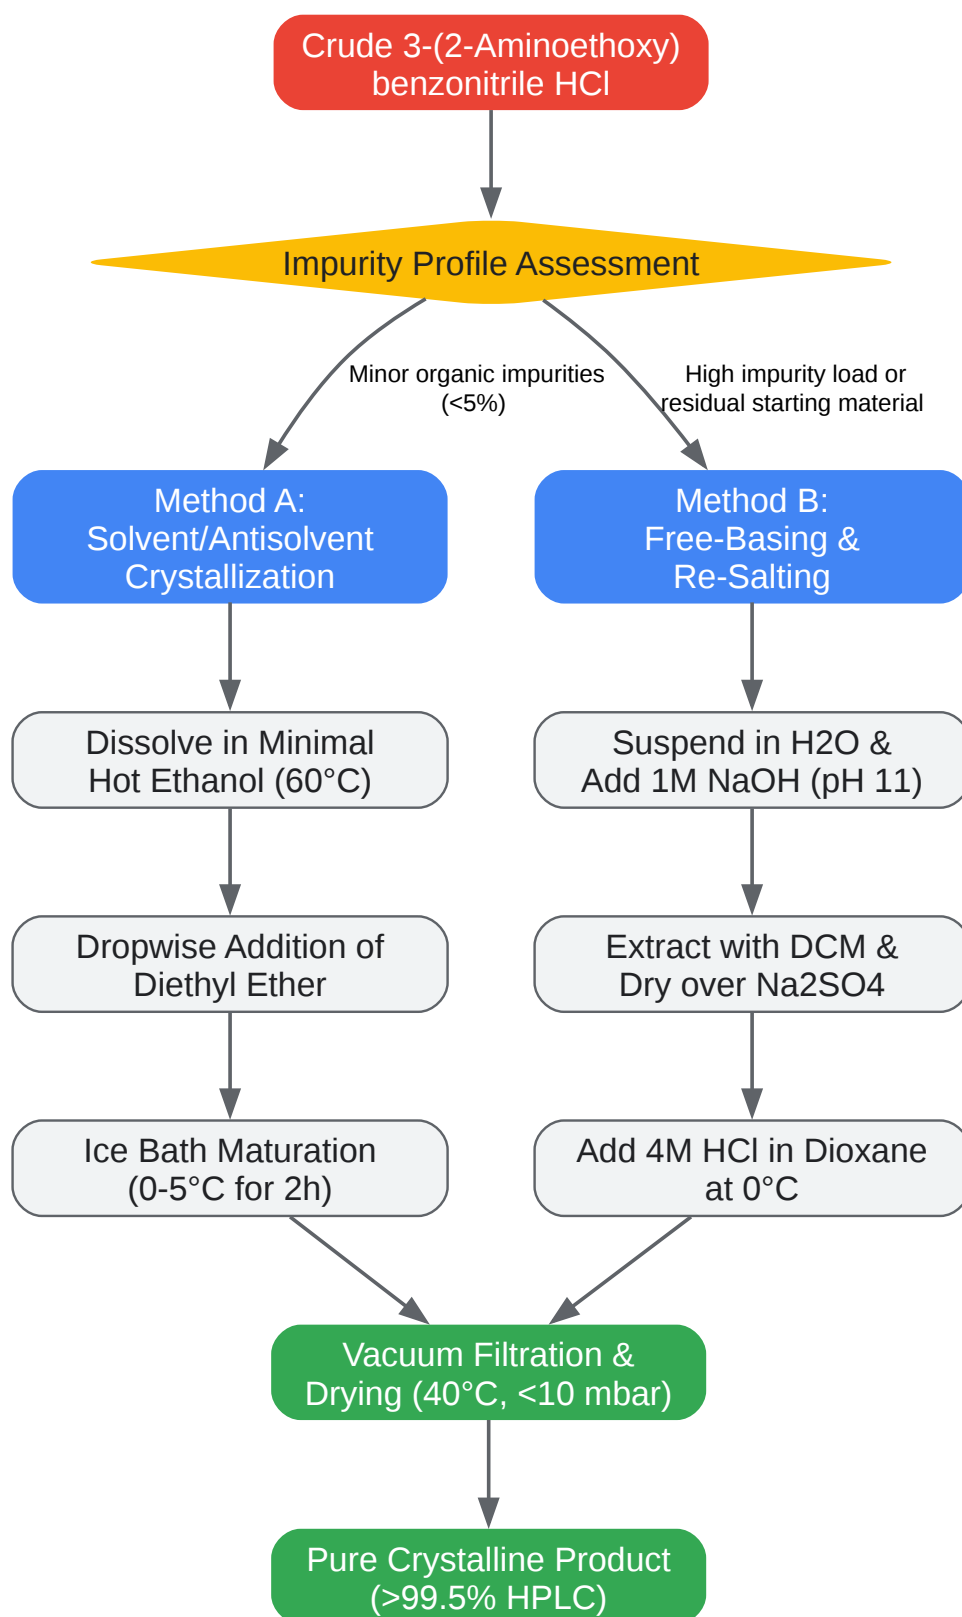 Crude 3-(2-Aminoethoxy)
benzonitrile HCl
Impurity Profile Assessment
Minor organic impurities
(<5%)
High impurity load or
residual starting material
Method A:
Solvent/Antisolvent
Crystallization
Method B:
Free-Basing &
Re-Salting
Dissolve in Minimal
Hot Ethanol (60°C)
Suspend in H2O &
Add 1M NaOH (pH 11)
Dropwise Addition of
Diethyl Ether
Extract with DCM &
Dry over Na2SO4
Ice Bath Maturation
(0-5°C for 2h)
Add 4M HCl in Dioxane
at 0°C
Vacuum Filtration &
Drying (40°C, <10 mbar)
Pure Crystalline Product
(>99.5% HPLC)